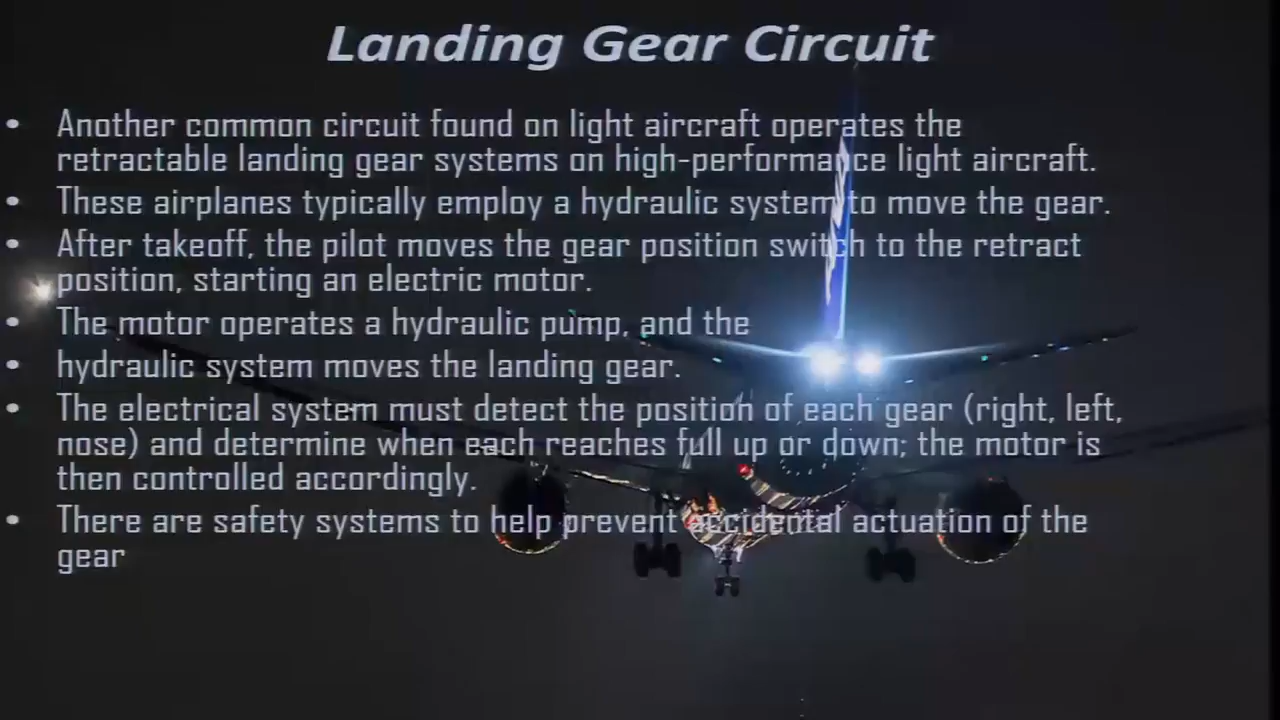 Landing Gear Circuit
• Another common circuit found on light aircraft operates the
retractable landing gear systems on high-performance light aircraft.
• These airplanes typically employ a hydraulic system to move the gear.
• After takeoff, the pilot moves the gear position switch to the retract
position, starting an electric motor.
• The motor operates a hydraulic pump, and the
• hydraulic system moves the landing gear.
• The electrical system must detect the position of each gear (right, left,
nose) and determine when each reaches full up or down; the motor is
then controlled accordingly.
• There are safety systems to help prevent accidental actuation of the
gear